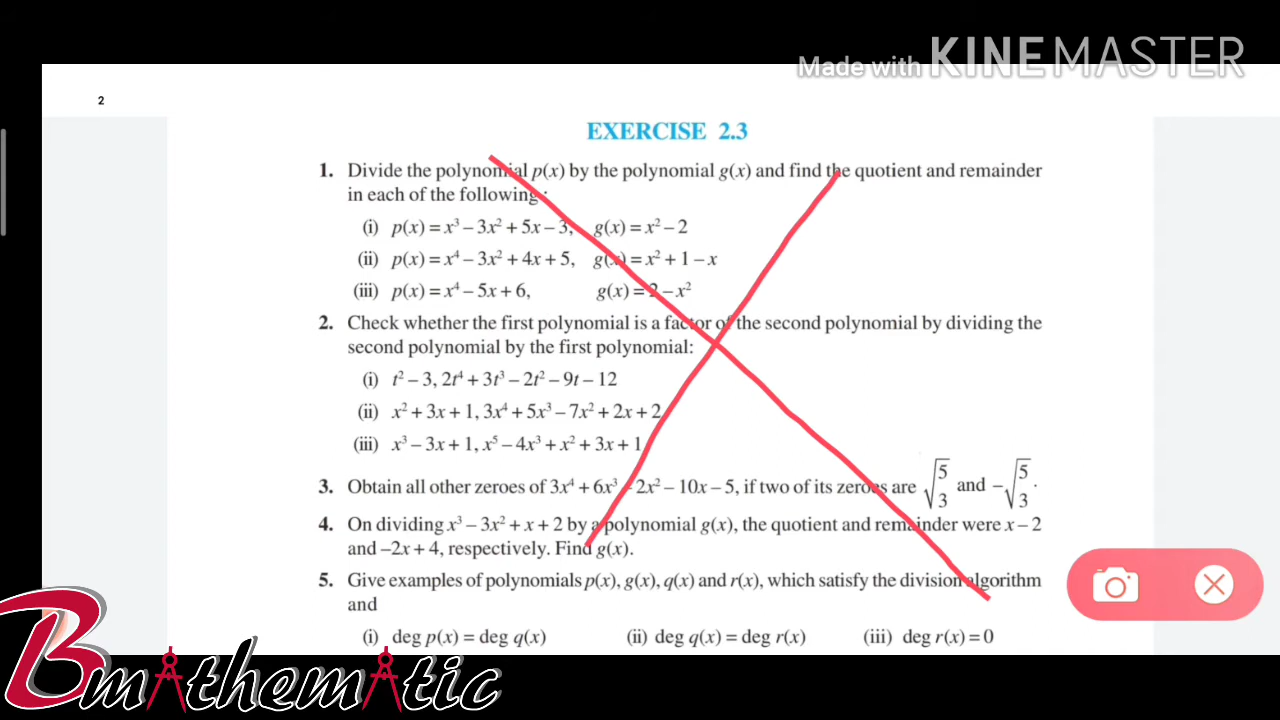 Made with KINEMASTER
2
EXERCISE 2.3
1. Divide the polynomial p(x) by the polynomial g(x) and find the quotient and remainder
in each of the following:
(i) p(x) = x³ – 3x² + 5x – 3, g(x) = x² – 2
(ii) p(x) = x⁴ – 3x² + 4x + 5, g(x) = x² + 1 – x
(iii) p(x) = x⁴ – 5x + 6, g(x) = 2 – x²
2. Check whether the first polynomial is a factor of the second polynomial by dividing the
second polynomial by the first polynomial:
(i) t² – 3, 2t⁴ + 3t³ – 2t² – 9t – 12
(ii) x² + 3x + 1, 3x⁴ + 5x³ – 7x² + 2x + 2
(iii) x³ – 3x + 1, x⁵ – 4x³ + x² + 3x + 1
3. Obtain all other zeroes of 3x⁴ + 6x³ – 2x² – 10x – 5, if two of its zeroes are √(5/3) and –√(5/3).
4. On dividing x³ – 3x² + x + 2 by a polynomial g(x), the quotient and remainder were x – 2
and –2x + 4, respectively. Find g(x).
5. Give examples of polynomials p(x), g(x), q(x) and r(x), which satisfy the division algorithm
and
(i) deg p(x) = deg q(x) (ii) deg q(x) = deg r(x) (iii) deg r(x) = 0
Bmathematic